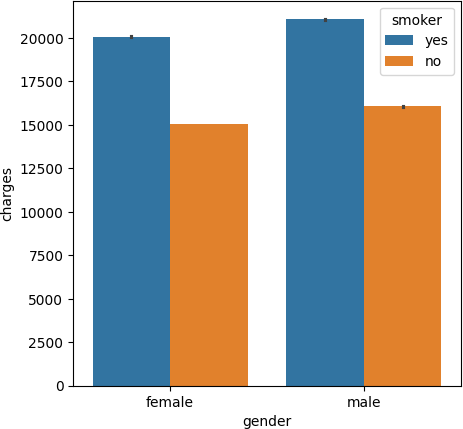 smoker
yes
no
20000
17500
15000
12500
10000
7500
5000
2500
0
charges
female
male
gender